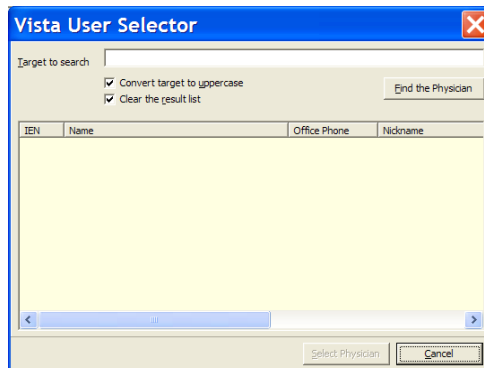 Vista User Selector
Target to search
Convert target to uppercase
Clear the result list
Find the Physician
IEN Name Office Phone Nickname
Select Physician Cancel